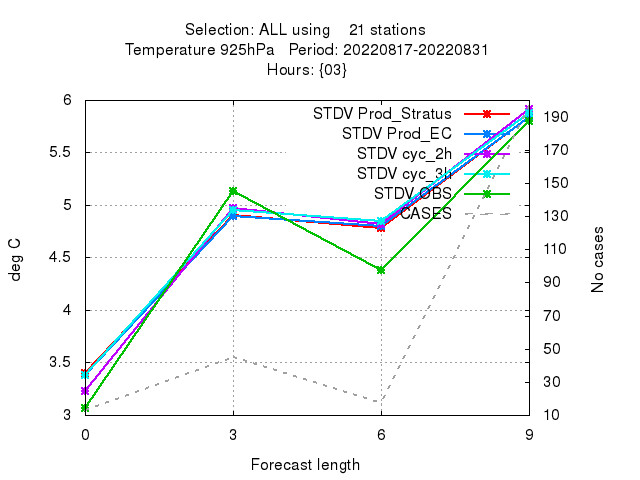 Selection: ALL using 21 stations
Temperature 925hPa Period: 20220817-20220831
Hours: {03}
STDV Prod_Stratus
STDV Prod_EC
STDV cyc_2h
STDV cyc_3h
STDV OBS
CASES
6
5.5
5
4.5
4
3.5
3
deg C
190
170
150
130
110
90
70
50
30
10
No cases
0 3 6 9
Forecast length